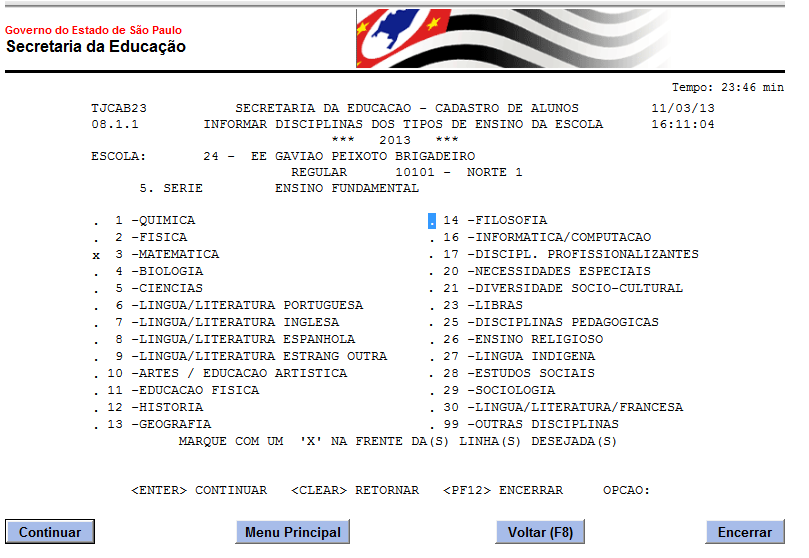 Governo do Estado de São Paulo
Secretaria da Educação
Tempo: 23:46 min
TJCAB23 SECRETARIA DA EDUCACAO - CADASTRO DE ALUNOS 11/03/13
08.1.1 INFORMAR DISCIPLINAS DOS TIPOS DE ENSINO DA ESCOLA 16:11:04
*** 2013 ***
ESCOLA: 24 - EE GAVIAO PEIXOTO BRIGADEIRO
REGULAR 10101 - NORTE 1
5. SERIE ENSINO FUNDAMENTAL
. 1 -QUIMICA . 14 -FILOSOFIA
. 2 -FISICA . 16 -INFORMATICA/COMPUTACAO
x 3 -MATEMATICA . 17 -DISCIPL. PROFISSIONALIZANTES
. 4 -BIOLOGIA . 20 -NECESSIDADES ESPECIAIS
. 5 -CIENCIAS . 21 -DIVERSIDADE SOCIO-CULTURAL
. 6 -LINGUA/LITERATURA PORTUGUESA . 23 -LIBRAS
. 7 -LINGUA/LITERATURA INGLESA . 25 -DISCIPLINAS PEDAGOGICAS
. 8 -LINGUA/LITERATURA ESPANHOLA . 26 -ENSINO RELIGIOSO
. 9 -LINGUA/LITERATURA ESTRANG OUTRA . 27 -LINGUA INDIGENA
. 10 -ARTES / EDUCACAO ARTISTICA . 28 -ESTUDOS SOCIAIS
. 11 -EDUCACAO FISICA . 29 -SOCIOLOGIA
. 12 -HISTORIA . 30 -LINGUA/LITERATURA/FRANCESA
. 13 -GEOGRAFIA . 99 -OUTRAS DISCIPLINAS
MARQUE COM UM 'X' NA FRENTE DA(S) LINHA(S) DESEJADA(S)
<ENTER> CONTINUAR <CLEAR> RETORNAR <PF12> ENCERRAR OPCAO:
Continuar Menu Principal Voltar (F8) Encerrar